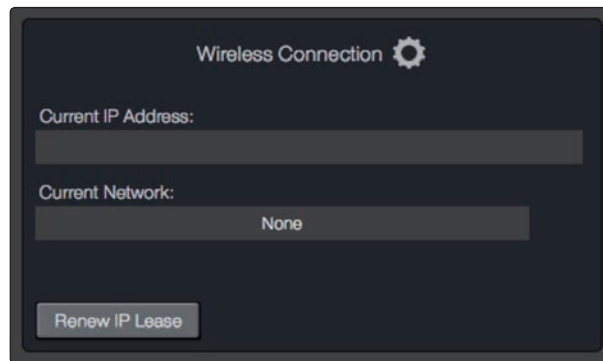 Wireless Connection
Current IP Address:
Current Network:
None
Renew IP Lease